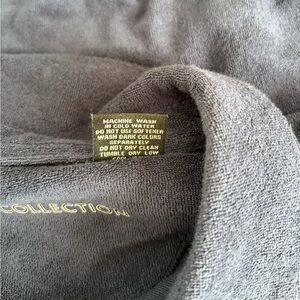 MACHINE WASH
IN COLD WATER
DO NOT USE SOFTENER
WASH DARK COLORS
SEPARATELY
DO NOT DRY CLEAN
TUMBLE DRY LOW
COLLECTION